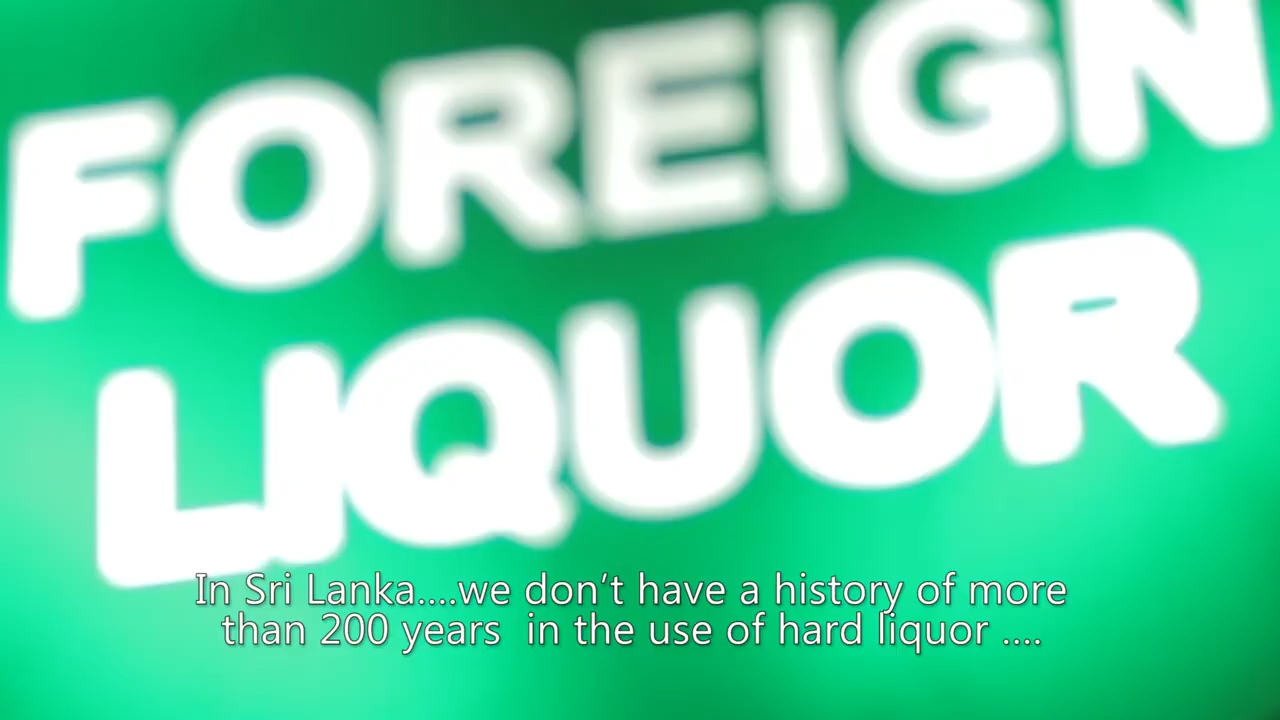 FOREIGN
LIQUOR
In Sri Lanka....we don’t have a history of more
than 200 years  in the use of hard liquor ....